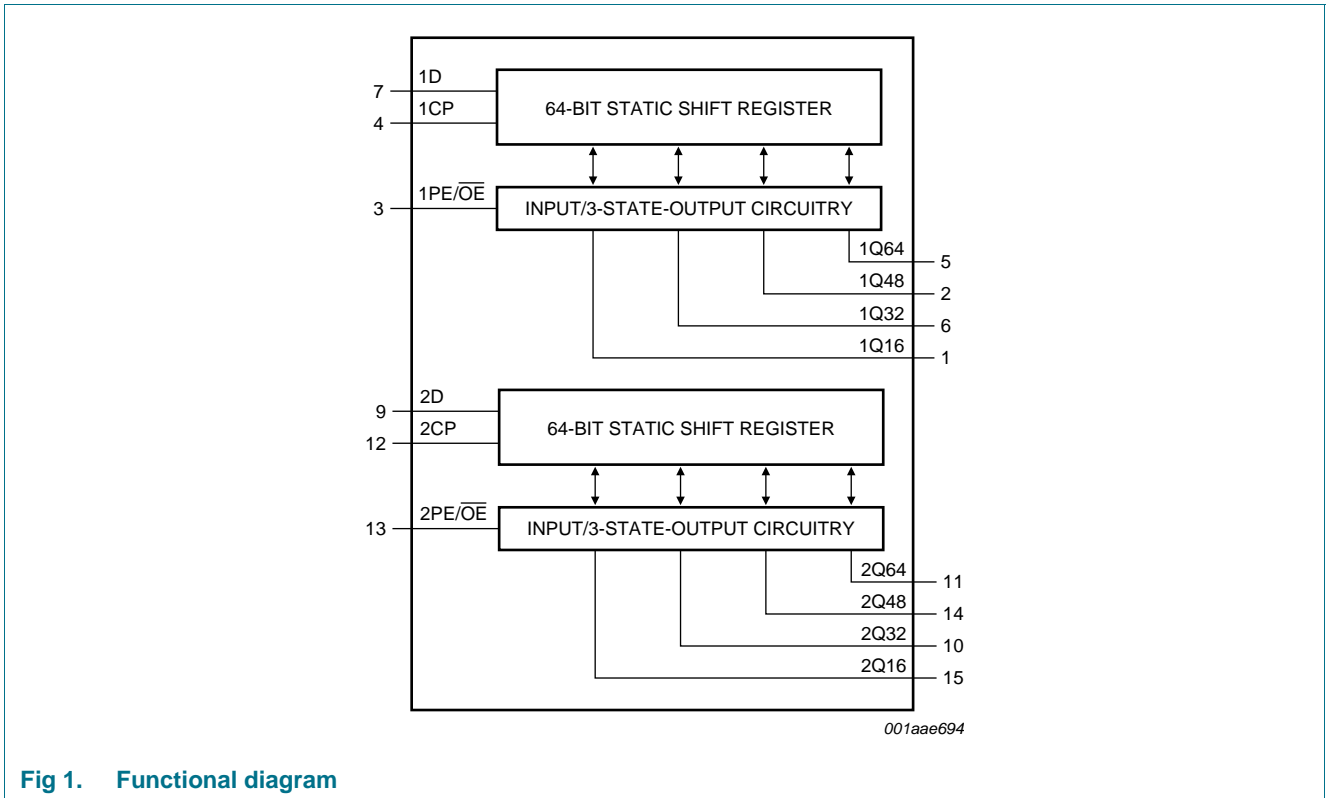 1D
7
1CP
4
64-BIT STATIC SHIFT REGISTER
1PE/O̅E̅
3
INPUT/3-STATE-OUTPUT CIRCUITRY
1Q64
5
1Q48
2
1Q32
6
1Q16
1
2D
9
2CP
12
64-BIT STATIC SHIFT REGISTER
2PE/O̅E̅
13
INPUT/3-STATE-OUTPUT CIRCUITRY
2Q64
11
2Q48
14
2Q32
10
2Q16
15
001aae694
Fig 1. Functional diagram